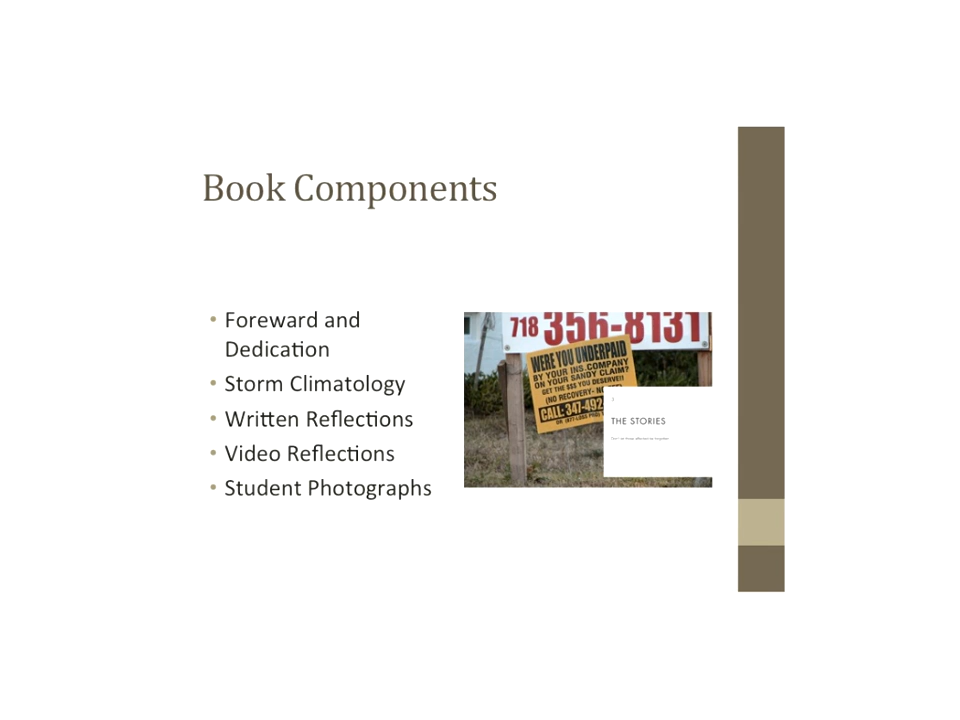 Book Components
• Foreward and
Dedication
• Storm Climatology
• Written Reflections
• Video Reflections
• Student Photographs
718 356-8131
WERE YOU UNDERPAID
BY YOUR INS. COMPANY
ON YOUR SANDY CLAIM?
GET THE $$$ YOU DESERVE!!
(NO RECOVERY- NO
CALL: 347-492
THE STORIES